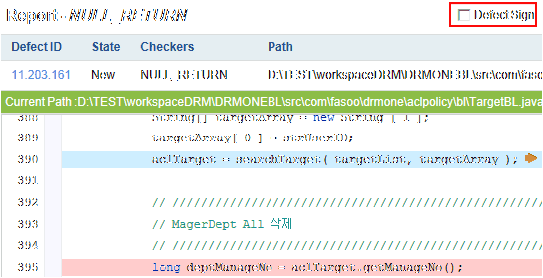 Report - NULL_RETURN
Defect Sign
Defect ID State Checkers Path
11.203.161 New NULL_RETURN D:\TEST\workspaceDRM\DRMONEBL\src\com\fasoo
Current Path :D:\TEST\workspaceDRM\DRMONEBL\src\com\fasoo\drmone\aclpolicy\bl\TargetBL.java
388 String[] targetArray = new String [ 1 ];
389 targetArray[ 0 ] = strUserID;
390 aclTarget = searchTarget( targetList, targetArray );
391
392 // ////////////////////////////////////////////////////
393 // MagerDept All 삭제
394 // ////////////////////////////////////////////////////
395 long deptManageNo = aclTarget.getManageNo();